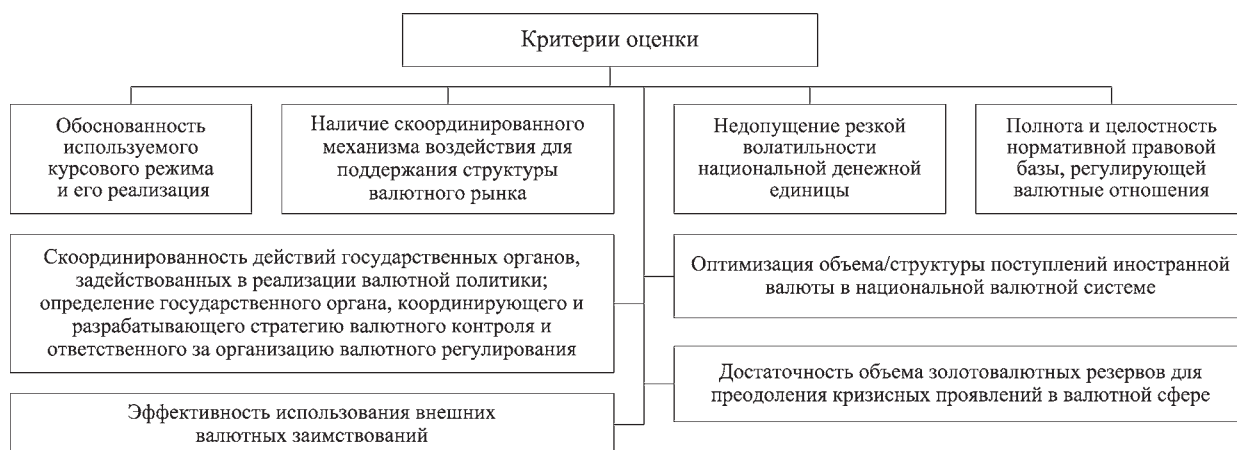 Критерии оценки
Обоснованность
используемого
курсового режима
и его реализация
Наличие скоординированного
механизма воздействия для
поддержания структуры
валютного рынка
Недопущение резкой
волатильности
национальной денежной
единицы
Полнота и целостность
нормативной правовой
базы, регулирующей
валютные отношения
Скоординированность действий государственных органов,
задействованных в реализации валютной политики;
определение государственного органа, координирующего и
разрабатывающего стратегию валютного контроля и
ответственного за организацию валютного регулирования
Оптимизация объема/структуры поступлений иностранной
валюты в национальной валютной системе
Достаточность объема золотовалютных резервов для
преодоления кризисных проявлений в валютной сфере
Эффективность использования внешних
валютных заимствований